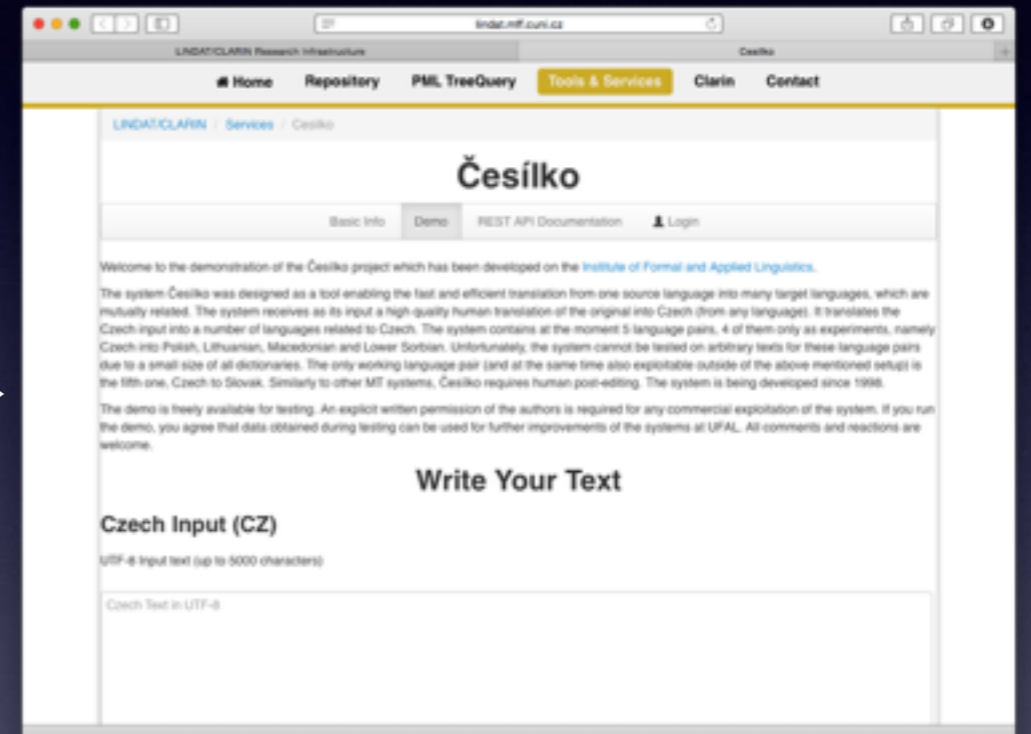 lindat.mff.cuni.cz
LINDAT/CLARIN Research Infrastructure
Cesilko
Home Repository PML TreeQuery Tools & Services Clarin Contact
LINDAT/CLARIN / Services / Cesilko
Česílko
Basic Info Demo REST API Documentation Login
Welcome to the demonstration of the Česílko project which has been developed on the Institute of Formal and Applied Linguistics.
The system Česílko was designed as a tool enabling the fast and efficient translation from one source language into many target languages, which are
mutually related. The system receives as its input a high quality human translation of the original into Czech (from any language). It translates the
Czech input into a number of languages related to Czech. The system contains at the moment 5 language pairs, 4 of them only as experiments, namely
Czech into Polish, Lithuanian, Macedonian and Lower Sorbian. Unfortunately, the system cannot be tested on arbitrary texts for these language pairs
due to a small size of all dictionaries. The only working language pair (and at the same time also exploitable outside of the above mentioned setup) is
the fifth one, Czech to Slovak. Similarly to other MT systems, Česílko requires human post-editing. The system is being developed since 1998.
The demo is freely available for testing. An explicit written permission of the authors is required for any commercial exploitation of the system. If you run
the demo, you agree that data obtained during testing can be used for further improvements of the systems at UFAL. All comments and reactions are
welcome.
Write Your Text
Czech Input (CZ)
UTF-8 Input text (up to 5000 characters)
Czech Text in UTF-8